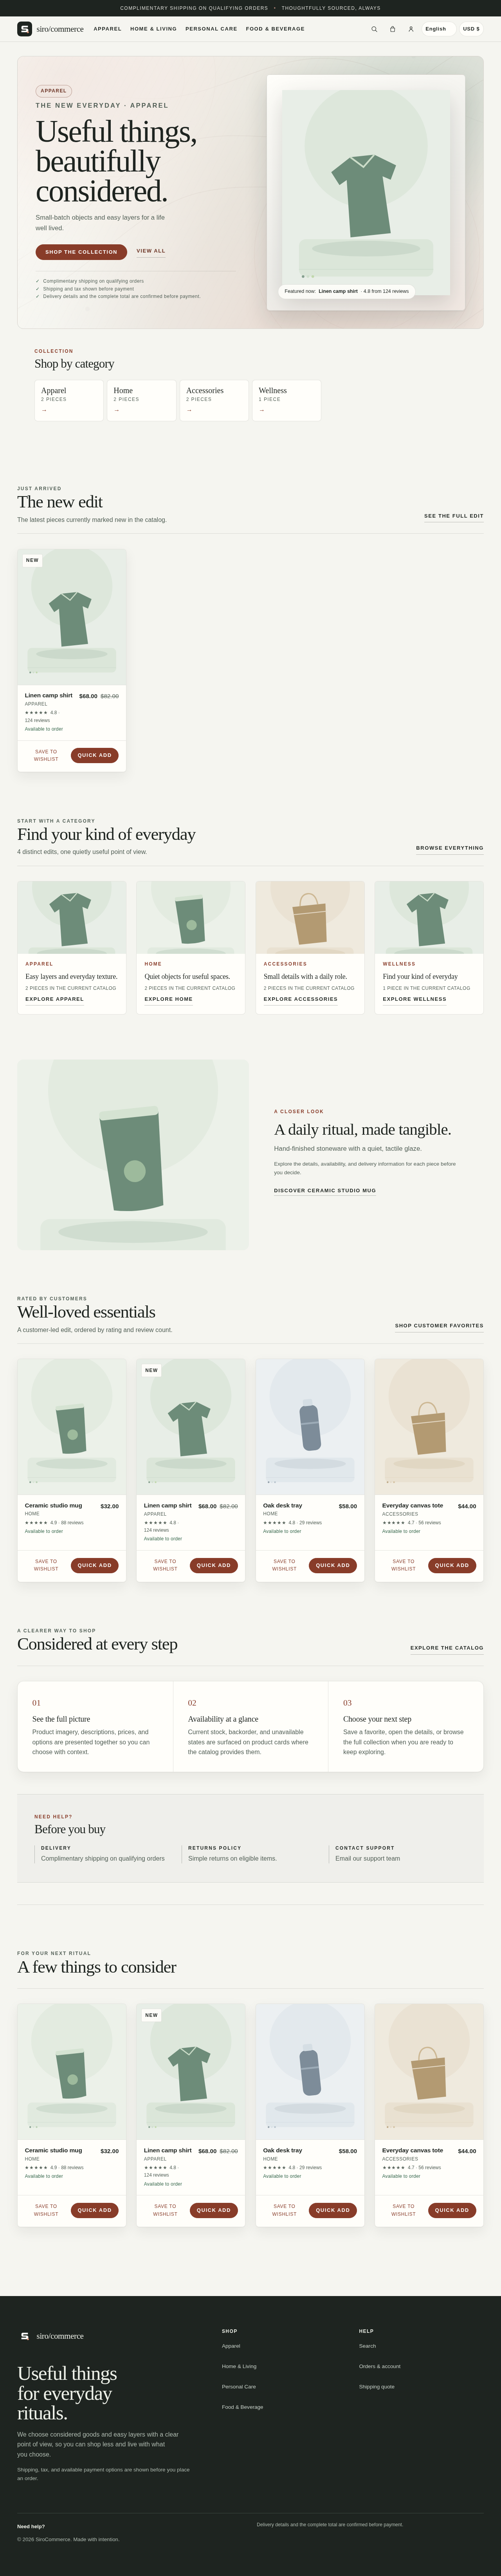 COMPLIMENTARY SHIPPING ON QUALIFYING ORDERS • THOUGHTFULLY SOURCED, ALWAYS
siro/commerce APPAREL HOME & LIVING PERSONAL CARE FOOD & BEVERAGE English USD $
APPAREL
THE NEW EVERYDAY · APPAREL
Useful things,
beautifully
considered.
Small-batch objects and easy layers for a life
well lived.
SHOP THE COLLECTION VIEW ALL
✓ Complimentary shipping on qualifying orders
✓ Shipping and tax shown before payment
✓ Delivery details and the complete total are confirmed before payment.
Featured now: Linen camp shirt · 4.8 from 124 reviews
COLLECTION
Shop by category
Apparel Home Accessories Wellness
2 PIECES 2 PIECES 2 PIECES 1 PIECE
→ → → →
JUST ARRIVED
The new edit
The latest pieces currently marked new in the catalog.
SEE THE FULL EDIT
NEW
Linen camp shirt $68.00 $82.00
APPAREL
★★★★★ 4.8 ·
124 reviews
Available to order
SAVE TO
WISHLIST
QUICK ADD
START WITH A CATEGORY
Find your kind of everyday
4 distinct edits, one quietly useful point of view.
BROWSE EVERYTHING
APPAREL HOME ACCESSORIES WELLNESS
Easy layers and everyday texture. Quiet objects for useful spaces. Small details with a daily role. Find your kind of everyday
2 PIECES IN THE CURRENT CATALOG 2 PIECES IN THE CURRENT CATALOG 2 PIECES IN THE CURRENT CATALOG 1 PIECE IN THE CURRENT CATALOG
EXPLORE APPAREL EXPLORE HOME EXPLORE ACCESSORIES EXPLORE WELLNESS
A CLOSER LOOK
A daily ritual, made tangible.
Hand-finished stoneware with a quiet, tactile glaze.
Explore the details, availability, and delivery information for each piece before
you decide.
DISCOVER CERAMIC STUDIO MUG
RATED BY CUSTOMERS
Well-loved essentials
A customer-led edit, ordered by rating and review count.
SHOP CUSTOMER FAVORITES
Ceramic studio mug $32.00
HOME
★★★★★ 4.9 · 86 reviews
Available to order
SAVE TO
WISHLIST
QUICK ADD
NEW
Linen camp shirt $68.00 $82.00
APPAREL
★★★★★ 4.8 ·
124 reviews
Available to order
SAVE TO
WISHLIST
QUICK ADD
Oak desk tray $58.00
HOME
★★★★★ 4.8 · 29 reviews
Available to order
SAVE TO
WISHLIST
QUICK ADD
Everyday canvas tote $44.00
ACCESSORIES
★★★★★ 4.7 · 56 reviews
Available to order
SAVE TO
WISHLIST
QUICK ADD
A CLEARER WAY TO SHOP
Considered at every step
EXPLORE THE CATALOG
01
See the full picture
Product imagery, descriptions, prices, and
options are presented together so you can
choose with context.
02
Availability at a glance
Current stock, backorder, and unavailable
states are surfaced on product cards where
the catalog provides them.
03
Choose your next step
Save a favorite, open the details, or browse
the full collection when you are ready to
keep exploring.
NEED HELP?
Before you buy
DELIVERY
Complimentary shipping on qualifying orders
RETURNS POLICY
Simple returns on eligible items.
CONTACT SUPPORT
Email our support team
FOR YOUR NEXT RITUAL
A few things to consider
Ceramic studio mug $32.00
HOME
★★★★★ 4.9 · 86 reviews
Available to order
SAVE TO
WISHLIST
QUICK ADD
NEW
Linen camp shirt $68.00 $82.00
APPAREL
★★★★★ 4.8 ·
124 reviews
Available to order
SAVE TO
WISHLIST
QUICK ADD
Oak desk tray $58.00
HOME
★★★★★ 4.8 · 29 reviews
Available to order
SAVE TO
WISHLIST
QUICK ADD
Everyday canvas tote $44.00
ACCESSORIES
★★★★★ 4.7 · 56 reviews
Available to order
SAVE TO
WISHLIST
QUICK ADD
siro/commerce
Useful things
for everyday
rituals.
We choose considered goods and easy layers with a clear
point of view, so you can shop less and live with what
you choose.
Shipping, tax, and available payment options are shown before you place
an order.
SHOP
Apparel
Home & Living
Personal Care
Food & Beverage
HELP
Search
Orders & account
Shipping quote
Need help?
Delivery details and the complete total are confirmed before payment.
© 2026 SiroCommerce. Made with intention.